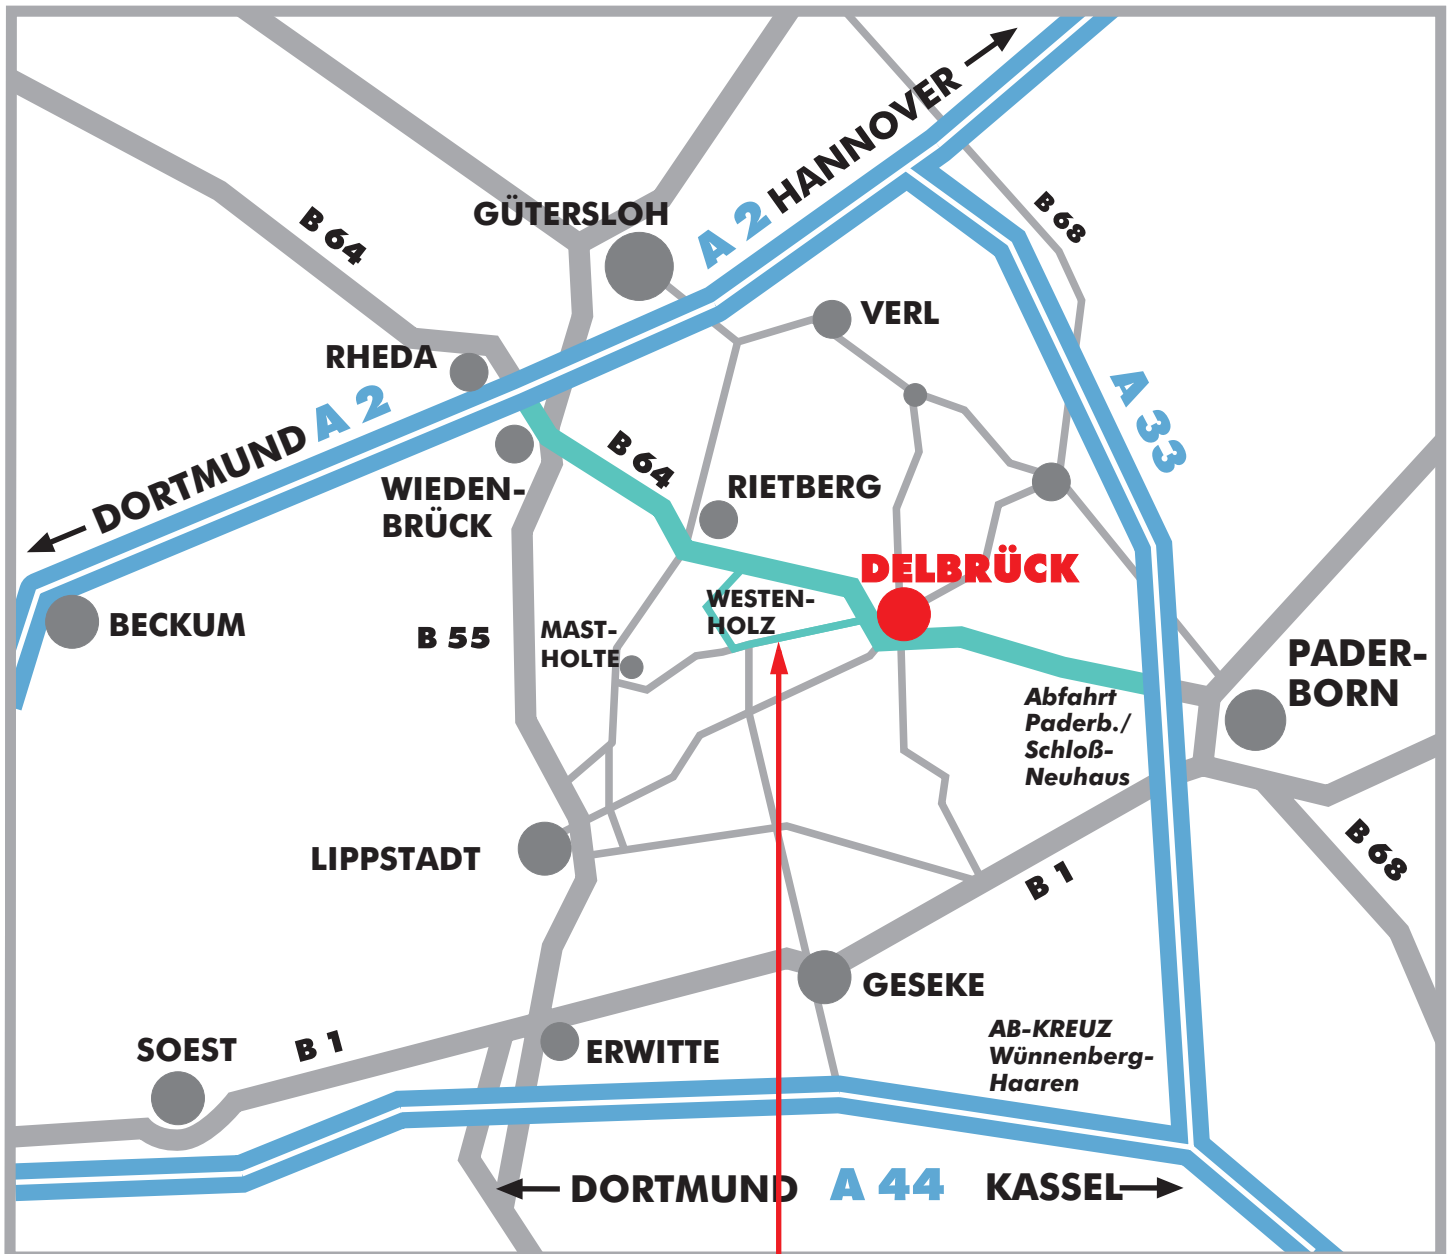 HANNOVER
A 2
B 64
GÜTERSLOH
B 68
VERL
RHEDA
A 2
DORTMUND
A 33
B 64
WIEDEN-
BRÜCK
RIETBERG
DELBRÜCK
BECKUM
B 55
MAST-
HOLTE
WESTEN-
HOLZ
PADER-
BORN
Abfahrt
Paderb./
Schloß-
Neuhaus
LIPPSTADT
B 1
B 68
GESEKE
SOEST
B 1
ERWITTE
AB-KREUZ
Wünnenberg-
Haaren
DORTMUND A 44 KASSEL